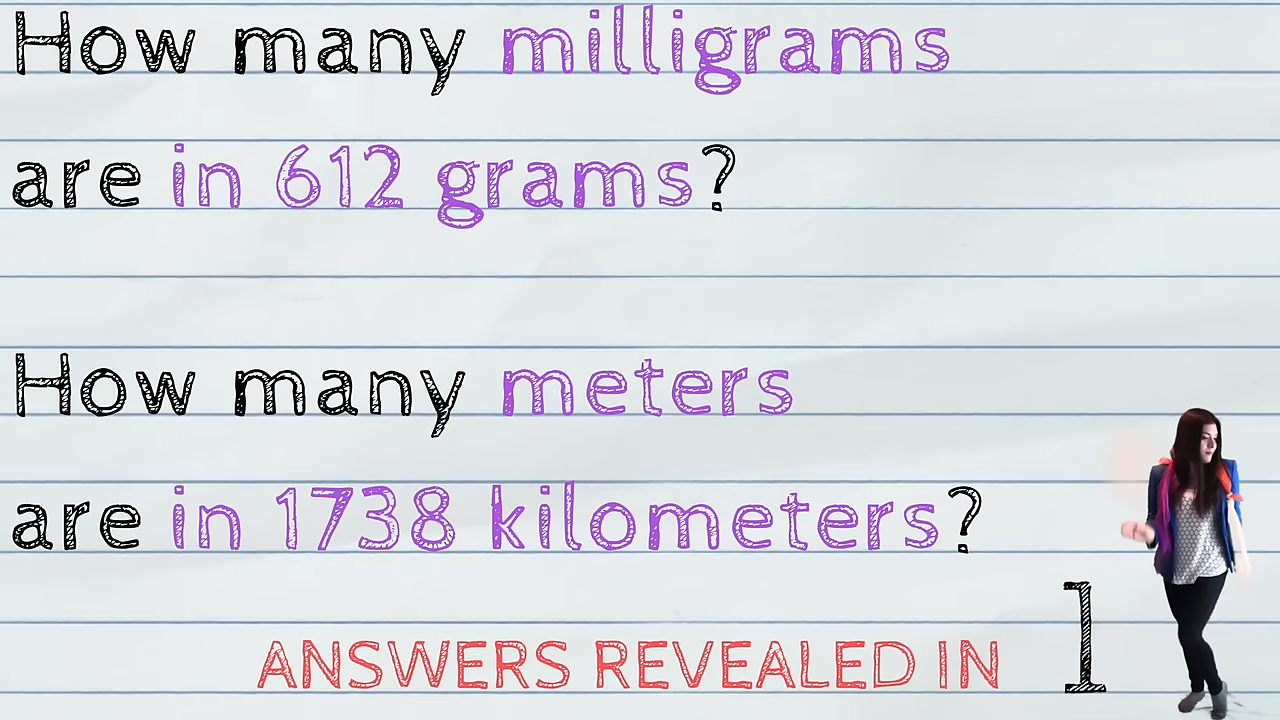 How many milligrams
are in 612 grams?
How many meters
are in 1738 kilometers?
ANSWERS REVEALED IN 1